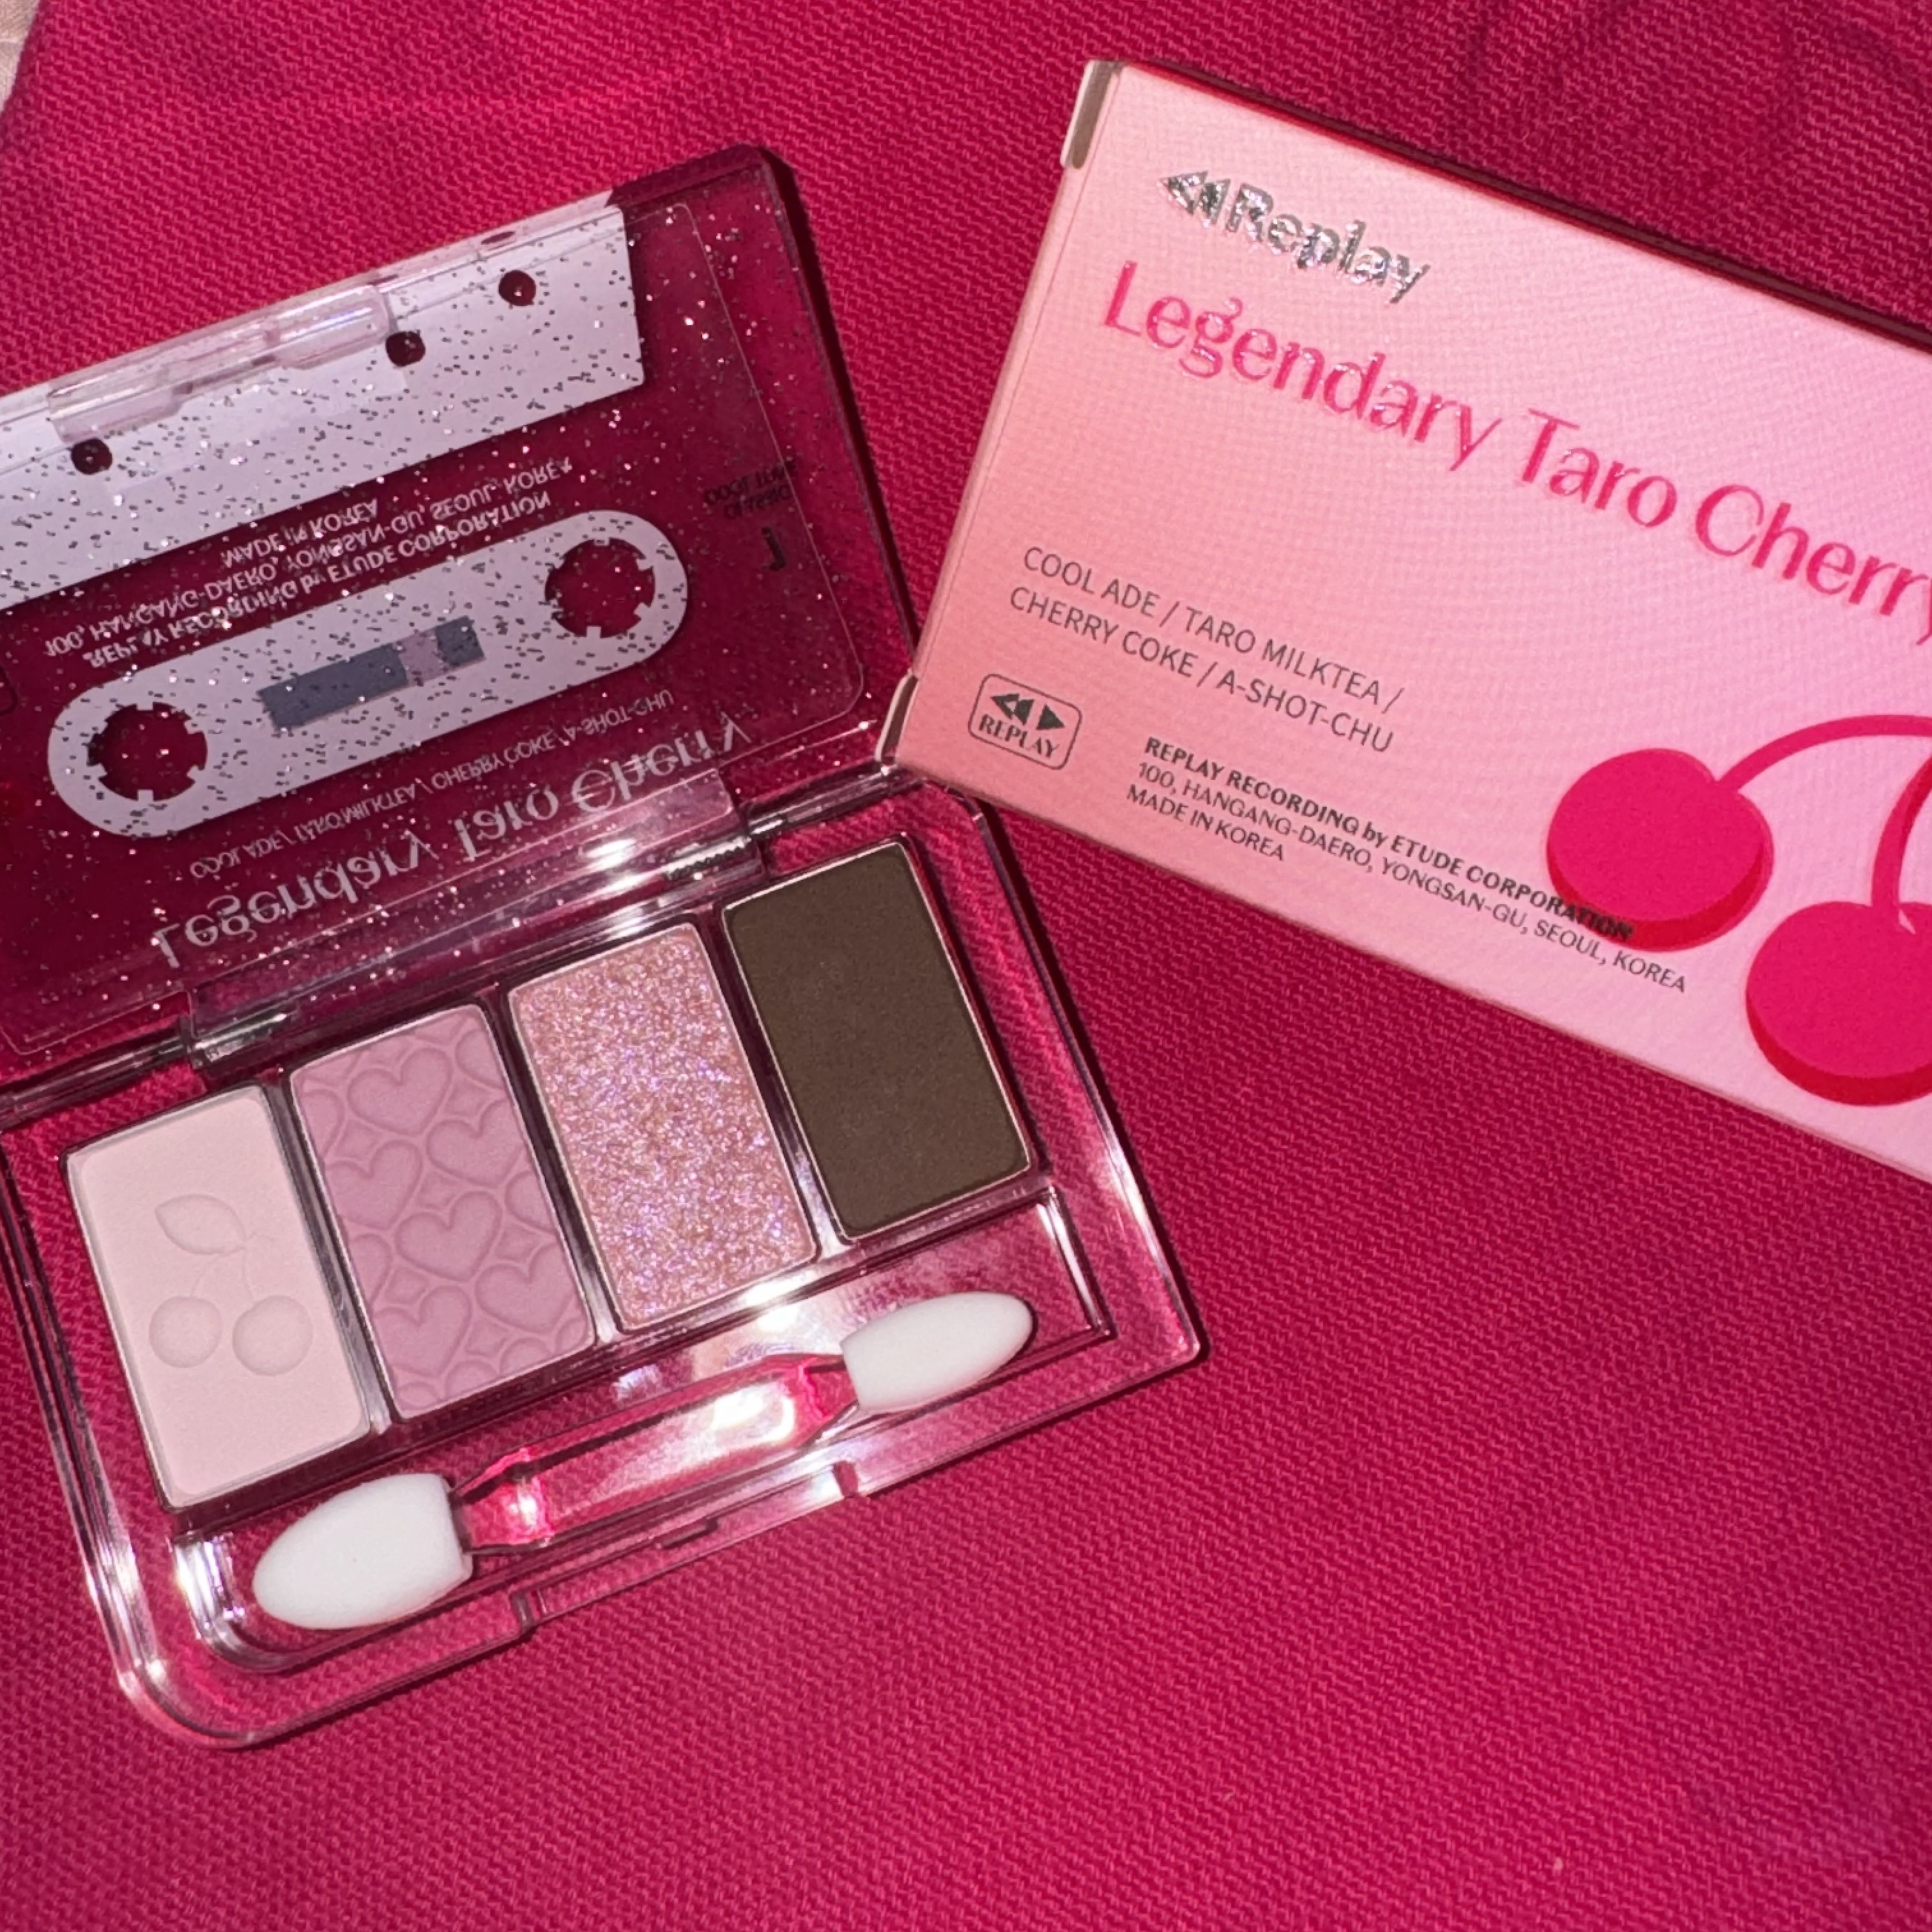 Replay
Legendary Taro Cherry
COOL ADE / TARO MILKTEA /
CHERRY COKE / A-SHOT-CHU
REPLAY
REPLAY RECORDING by ETUDE CORPORATION
100, HANGANG-DAERO, YONGSAN-GU, SEOUL, KOREA
MADE IN KOREA
Legendary Taro Cherry
COOL ADE / TARO MILKTEA / CHERRY COKE / A-SHOT-CHU
REPLAY RECORDING by ETUDE CORPORATION
100, HANGANG-DAERO, YONGSAN-GU, SEOUL, KOREA
MADE IN KOREA